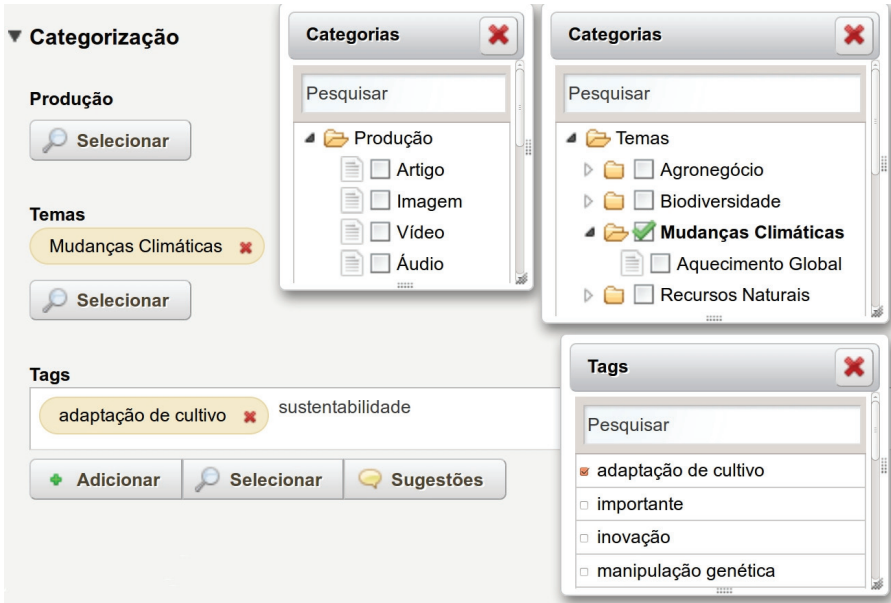 Categorização
Produção
Selecionar
Temas
Mudanças Climáticas
Selecionar
Tags
adaptação de cultivo sustentabilidade
Adicionar Selecionar Sugestões
Categorias
Pesquisar
Produção
Artigo
Imagem
Vídeo
Áudio
Categorias
Pesquisar
Temas
Agronegócio
Biodiversidade
Mudanças Climáticas
Aquecimento Global
Recursos Naturais
Tags
Pesquisar
adaptação de cultivo
importante
inovação
manipulação genética